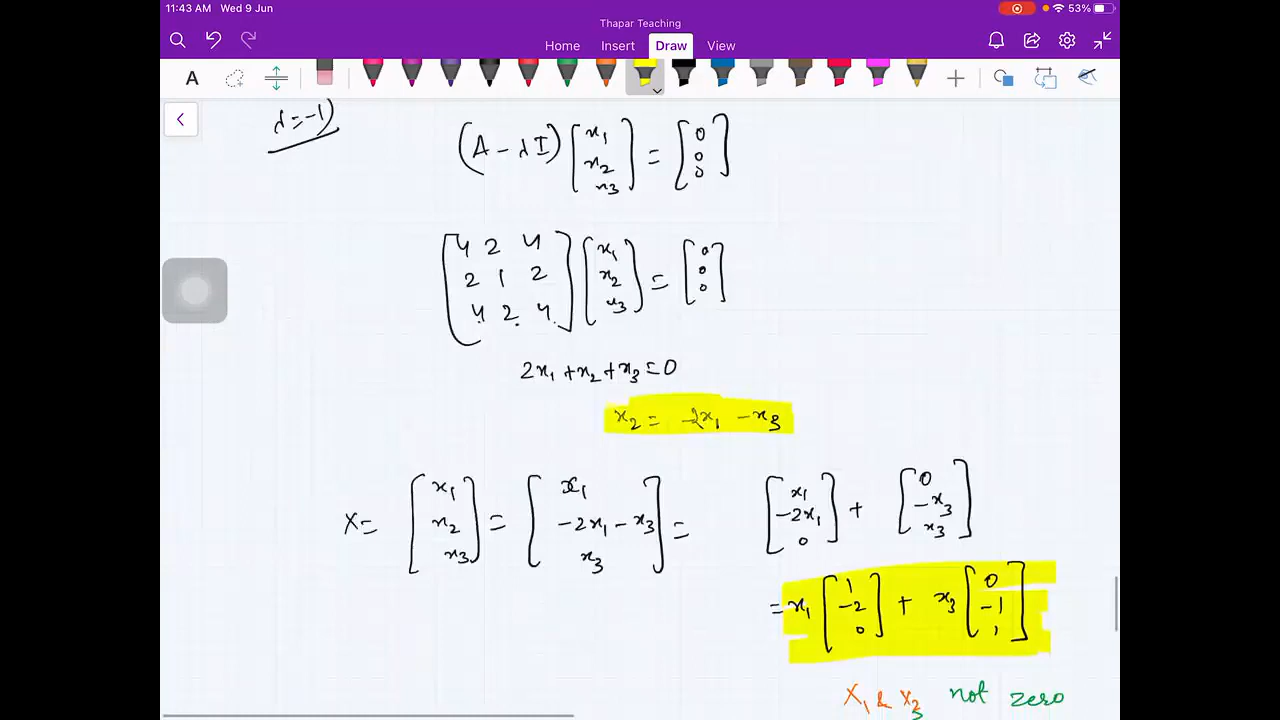 11:43 AM Wed 9 Jun
53%
Thapar Teaching
Home Insert Draw View
A
λ=-1)
(A - λI) [x1 x2 x3] = [0 0 0]
[4 2 4
2 1 2
4 2 4] [x1 x2 x3] = [0 0 0]
2x1 + x2 + x3 = 0
x2 = -2x1 - x3
X = [x1 x2 x3] = [x1 -2x1 - x3 x3] = [x1 -2x1 0] + [0 -x3 x3]
= x1 [1 -2 0] + x3 [0 -1 1]
X1 & X3 not zero